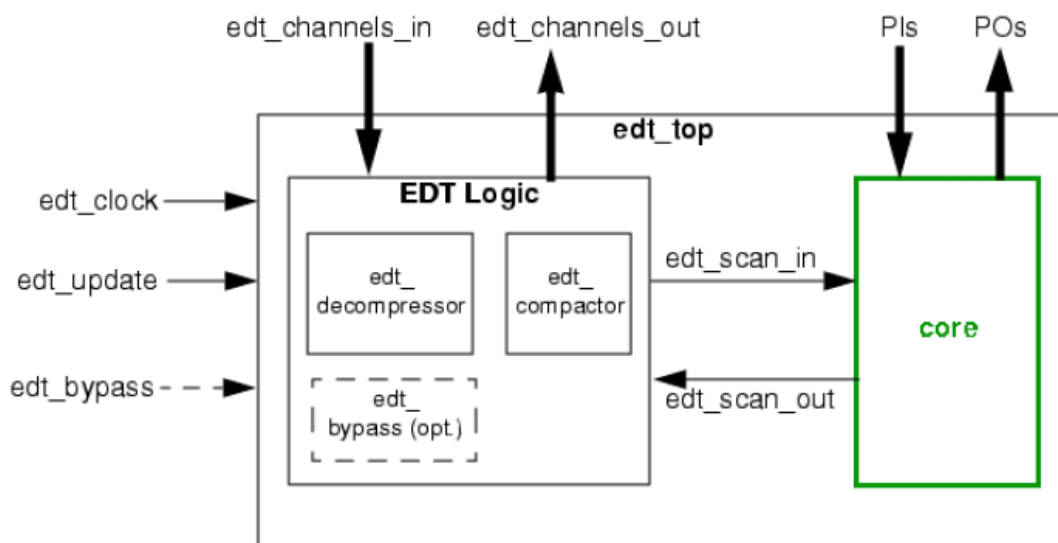 edt_channels_in edt_channels_out PIs POs
edt_top
EDT Logic
edt_clock
edt_update
edt_bypass
edt_
decompressor
edt_
compactor
edt_
bypass (opt.)
edt_scan_in
edt_scan_out
core